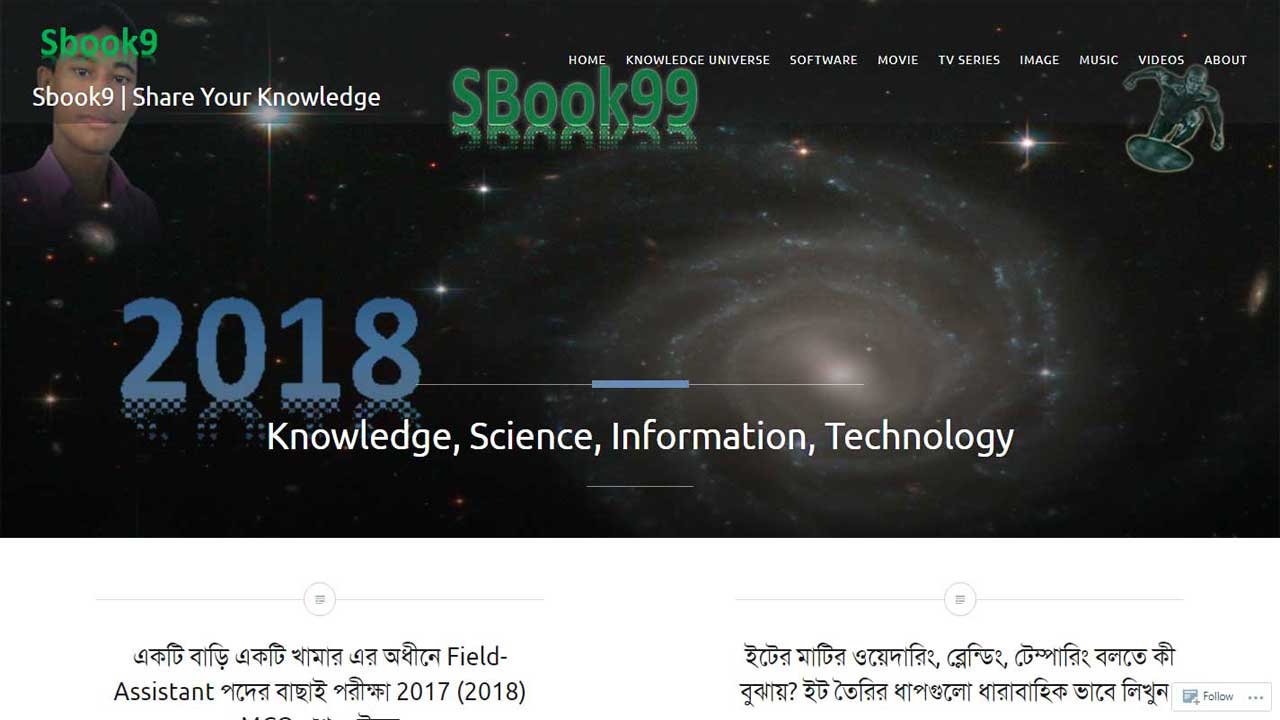 Sbook9
Sbook9 | Share Your Knowledge
HOME KNOWLEDGE UNIVERSE SOFTWARE MOVIE TV SERIES IMAGE MUSIC VIDEOS ABOUT
SBook99
2018
Knowledge, Science, Information, Technology
একটি বাড়ি একটি খামার এর অধীনে Field-
Assistant পদের বাছাই পরীক্ষা 2017 (2018)
ইটের মাটির ওয়েদারিং, ব্লেন্ডিং, টেম্পারিং বলতে কী
বুঝায়? ইট তৈরির ধাপগুলো ধারাবাহিক ভাবে লিখুন
Follow